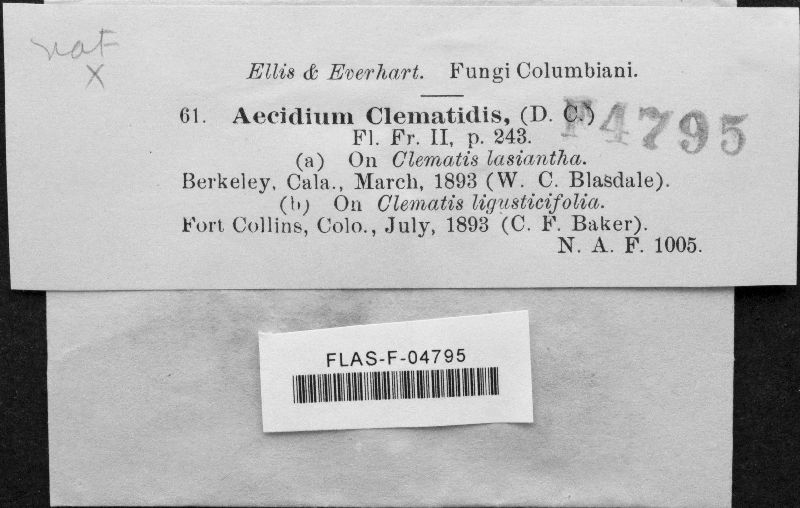 nat
X
Ellis & Everhart. Fungi Columbiani.
61. Aecidium Clematidis, (D. C.)
F4795
Fl. Fr. II, p. 243.
(a) On Clematis lasiantha.
Berkeley, Cala., March, 1893 (W. C. Blasdale).
(b) On Clematis ligusticifolia.
Fort Collins, Colo., July, 1893 (C. F. Baker).
N. A. F. 1005.
FLAS-F-04795